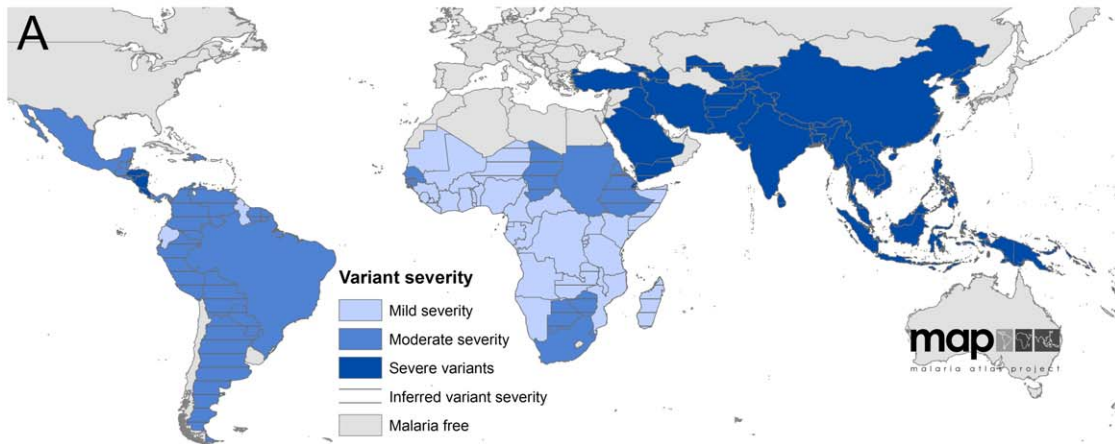 A
Variant severity
Mild severity
Moderate severity
Severe variants
Inferred variant severity
Malaria free
map
malaria atlas project